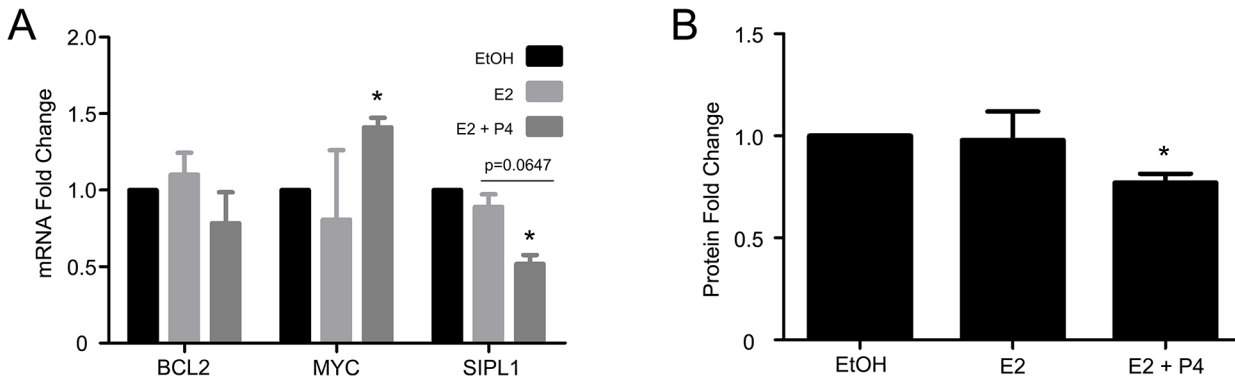 A
mRNA Fold Change
2.0
1.5
1.0
0.5
0
EtOH
E2
E2 + P4
*
p=0.0647
*
BCL2
MYC
SIPL1
B
Protein Fold Change
1.5
1.0
0.5
0
*
EtOH
E2
E2 + P4